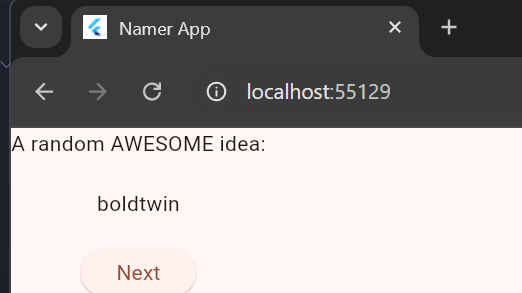 Namer App
localhost:55129
A random AWESOME idea:
boldtwin
Next